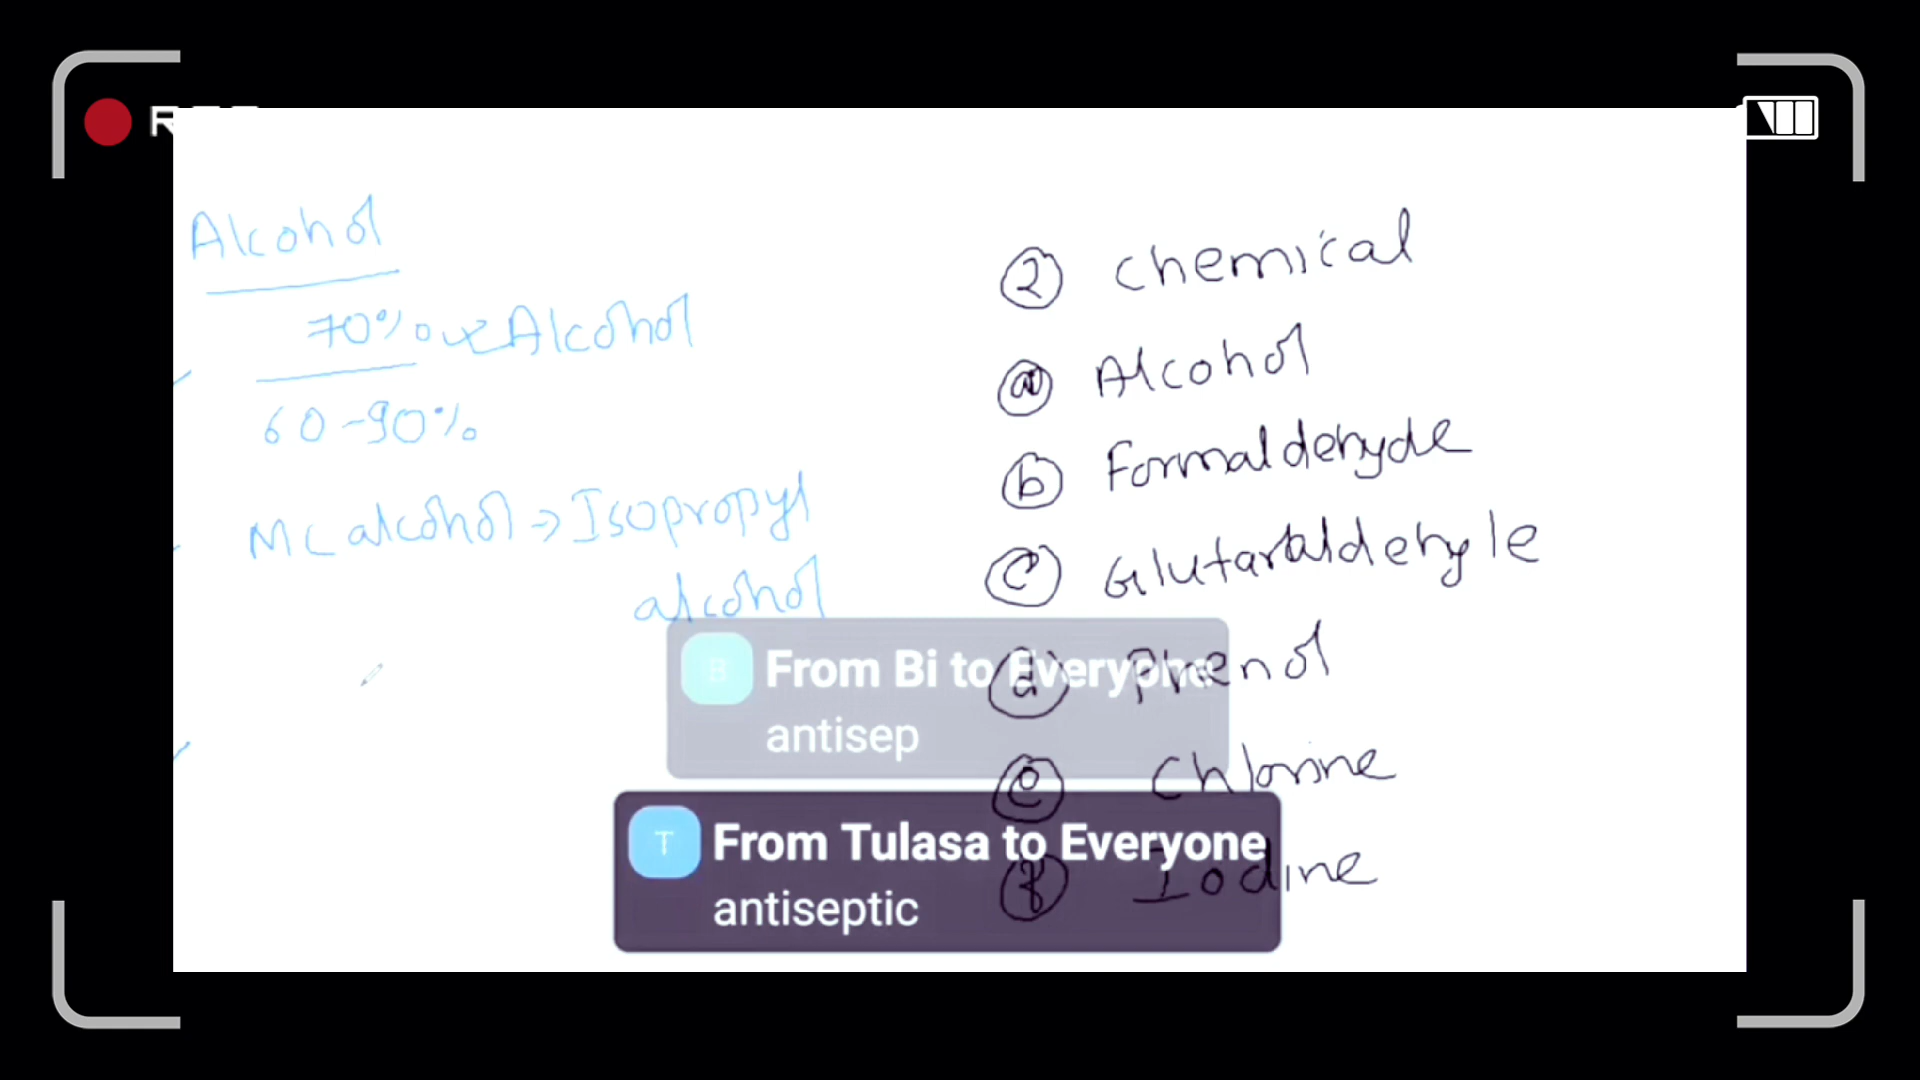 Alcohol
70% Alcohol
60-90%
MC alcohol → Isopropyl
alcohol
② Chemical
ⓐ Alcohol
ⓑ Formaldehyde
ⓒ Glutaraldehyle
ⓓ Phenol
ⓔ Chlorine
ⓕ Iodine
B From Bi to Everyone
antisep
T From Tulasa to Everyone
antiseptic